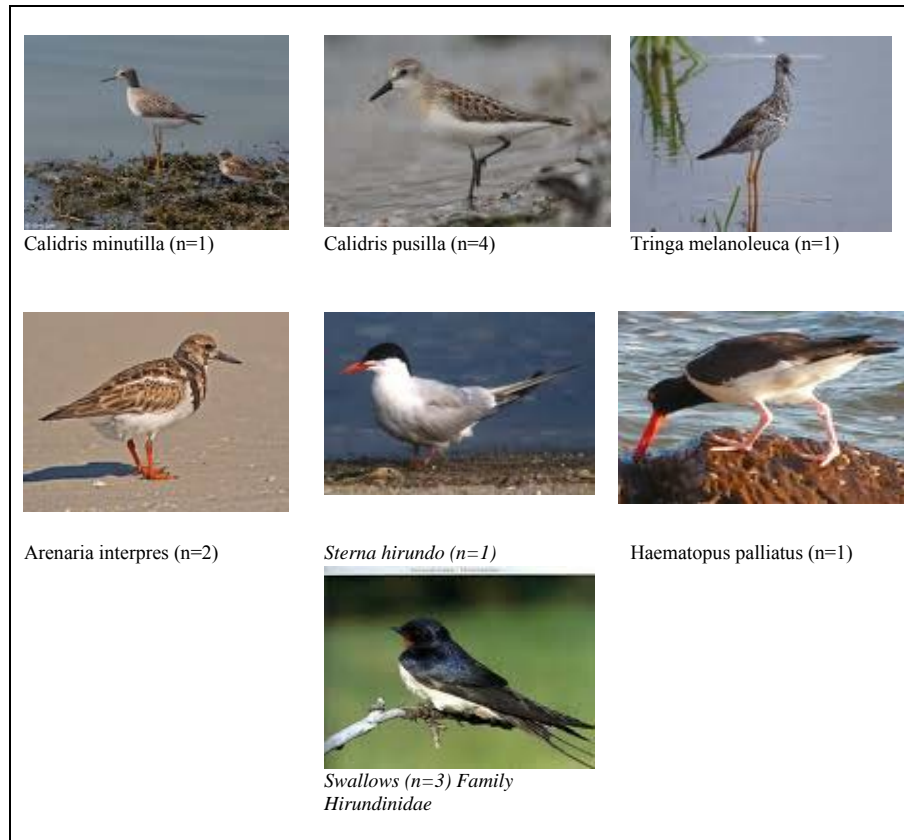 Calidris minutilla (n=1)
Calidris pusilla (n=4)
Tringa melanoleuca (n=1)
Arenaria interpres (n=2)
Sterna hirundo (n=1)
Haematopus palliatus (n=1)
Swallows (n=3) Family
Hirundinidae